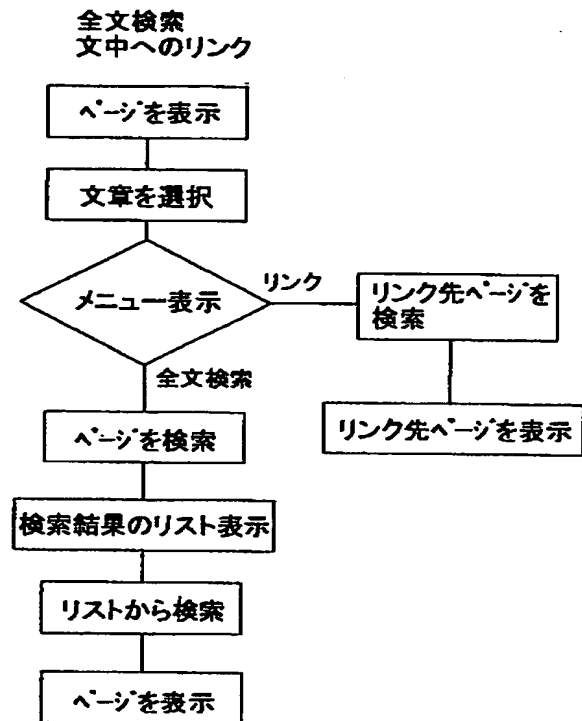 全文検索
文中へのリンク
ページを表示
文章を選択
メニュー表示
リンク
リンク先ページを
検索
リンク先ページを表示
全文検索
ページを検索
検索結果のリスト表示
リストから検索
ページを表示